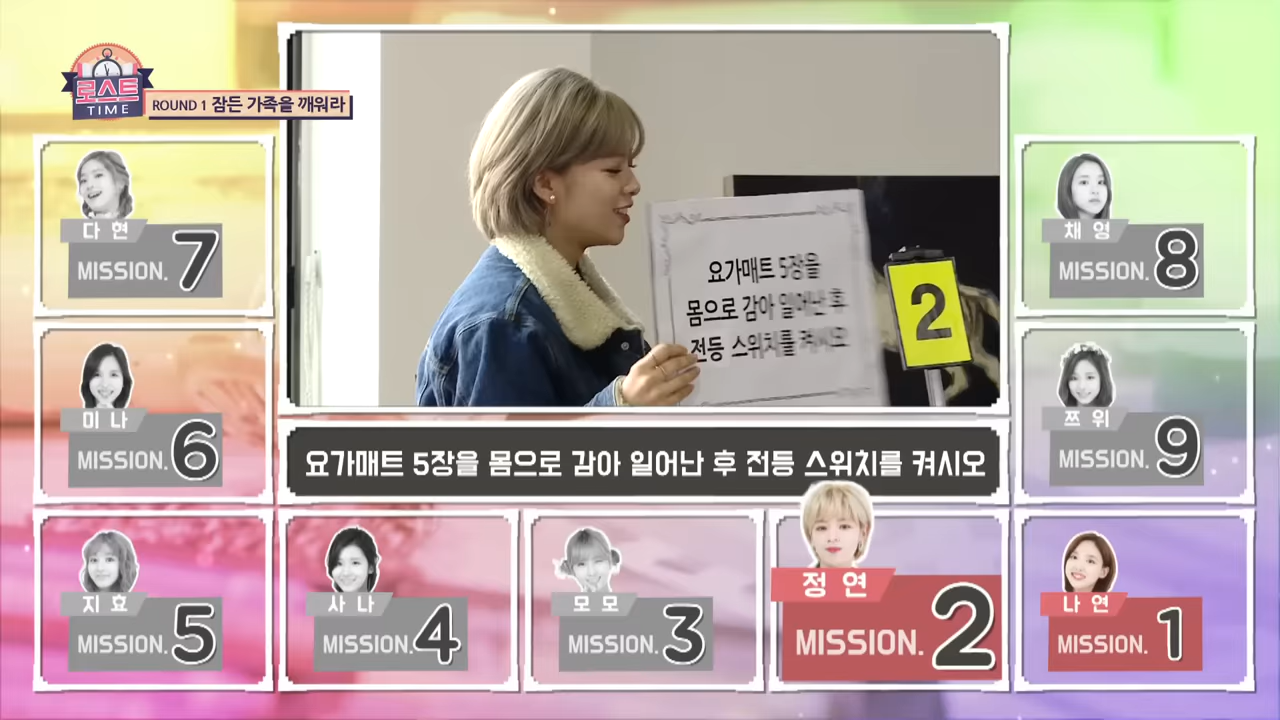 로스트
TIME
ROUND 1 잠든 가족을 깨워라
요가매트 5장을
몸으로 감아 일어난 후
전등 스위치를 켜시오
2
요가매트 5장을 몸으로 감아 일어난 후 전등 스위치를 켜시오
다현
MISSION. 7
미나
MISSION. 6
지효
MISSION. 5
사나
MISSION. 4
모모
MISSION. 3
정연
MISSION. 2
나연
MISSION. 1
채영
MISSION. 8
쯔위
MISSION. 9